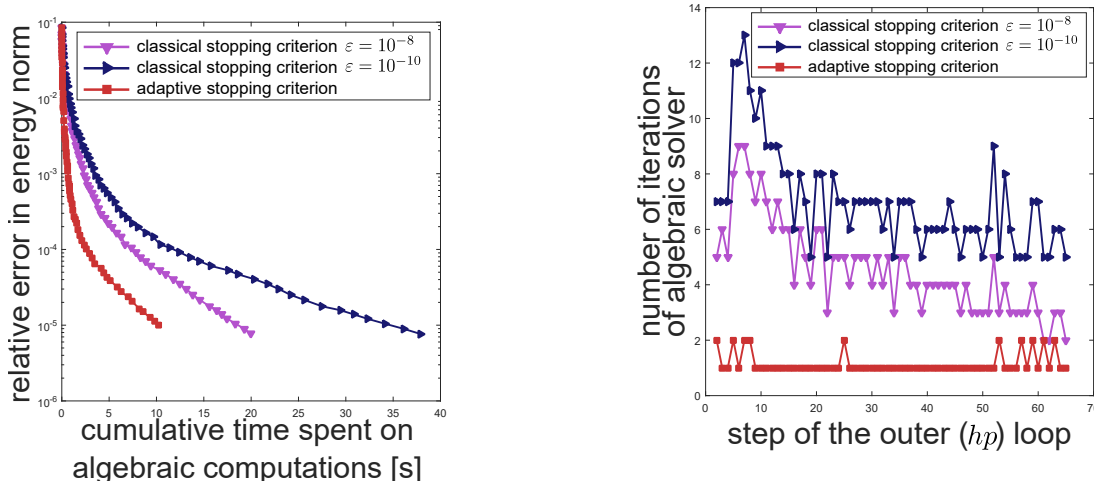 relative error in energy norm
10^-1
10^-2
10^-3
10^-4
10^-5
10^-6
classical stopping criterion ε = 10^-8
classical stopping criterion ε = 10^-10
adaptive stopping criterion
0 5 10 15 20 25 30 35 40
cumulative time spent on
algebraic computations [s]
number of iterations
of algebraic solver
14
12
10
8
6
4
2
0
classical stopping criterion ε = 10^-8
classical stopping criterion ε = 10^-10
adaptive stopping criterion
0 10 20 30 40 50 60 70
step of the outer (hp) loop